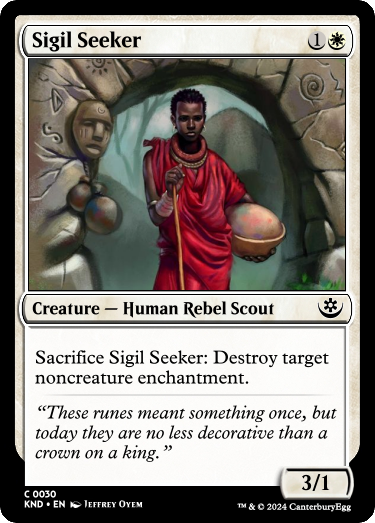 Sigil Seeker 1
Creature — Human Rebel Scout
Sacrifice Sigil Seeker: Destroy target
noncreature enchantment.
“These runes meant something once, but
today they are no less decorative than a
crown on a king.”
3/1
C 0030
KND • EN Jeffrey Oyem
™ & © 2024 CanterburyEgg